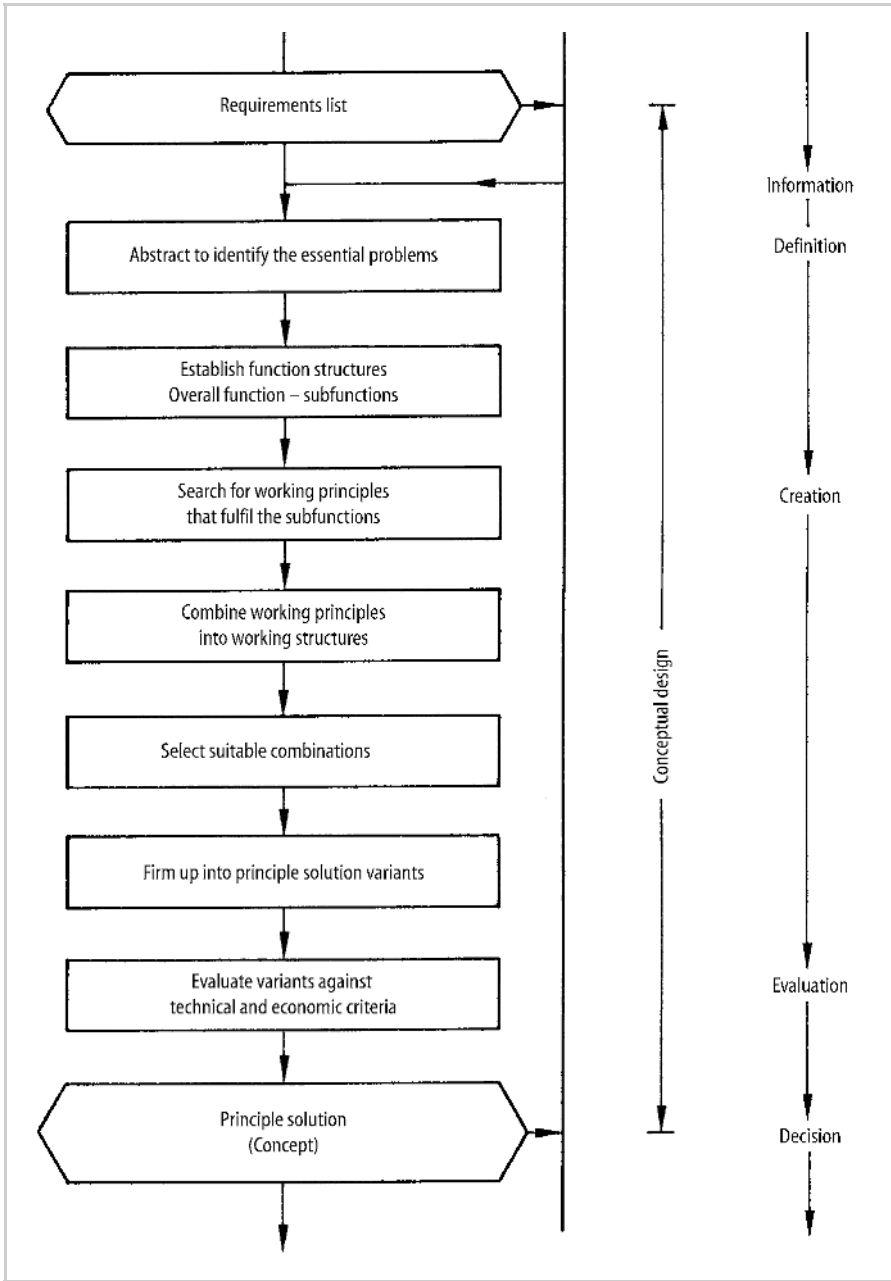 Requirements list
Information
Abstract to identify the essential problems
Definition
Establish function structures
Overall function – subfunctions
Search for working principles
that fulfil the subfunctions
Creation
Combine working principles
into working structures
Conceptual design
Select suitable combinations
Firm up into principle solution variants
Evaluate variants against
technical and economic criteria
Evaluation
Principle solution
(Concept)
Decision